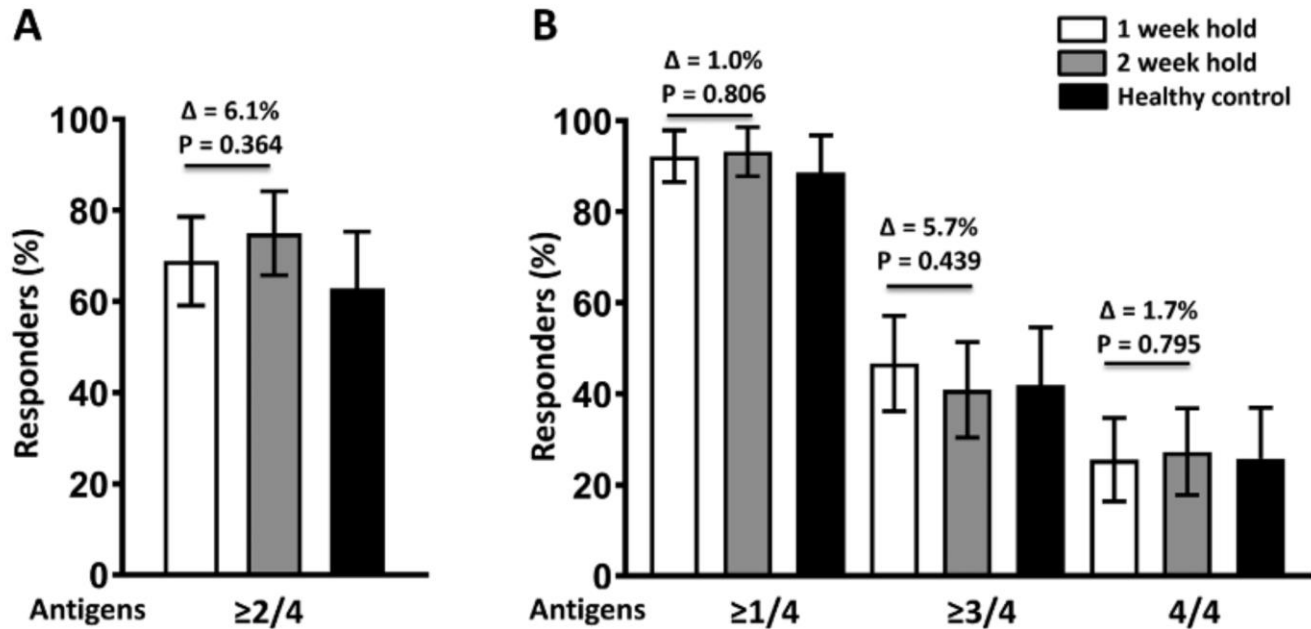 A
Δ = 6.1%
P = 0.364
Responders (%)
100
80
60
40
20
0
Antigens ≥2/4
B
1 week hold
2 week hold
Healthy control
Δ = 1.0%
P = 0.806
Δ = 5.7%
P = 0.439
Δ = 1.7%
P = 0.795
Responders (%)
100
80
60
40
20
0
Antigens ≥1/4 ≥3/4 4/4